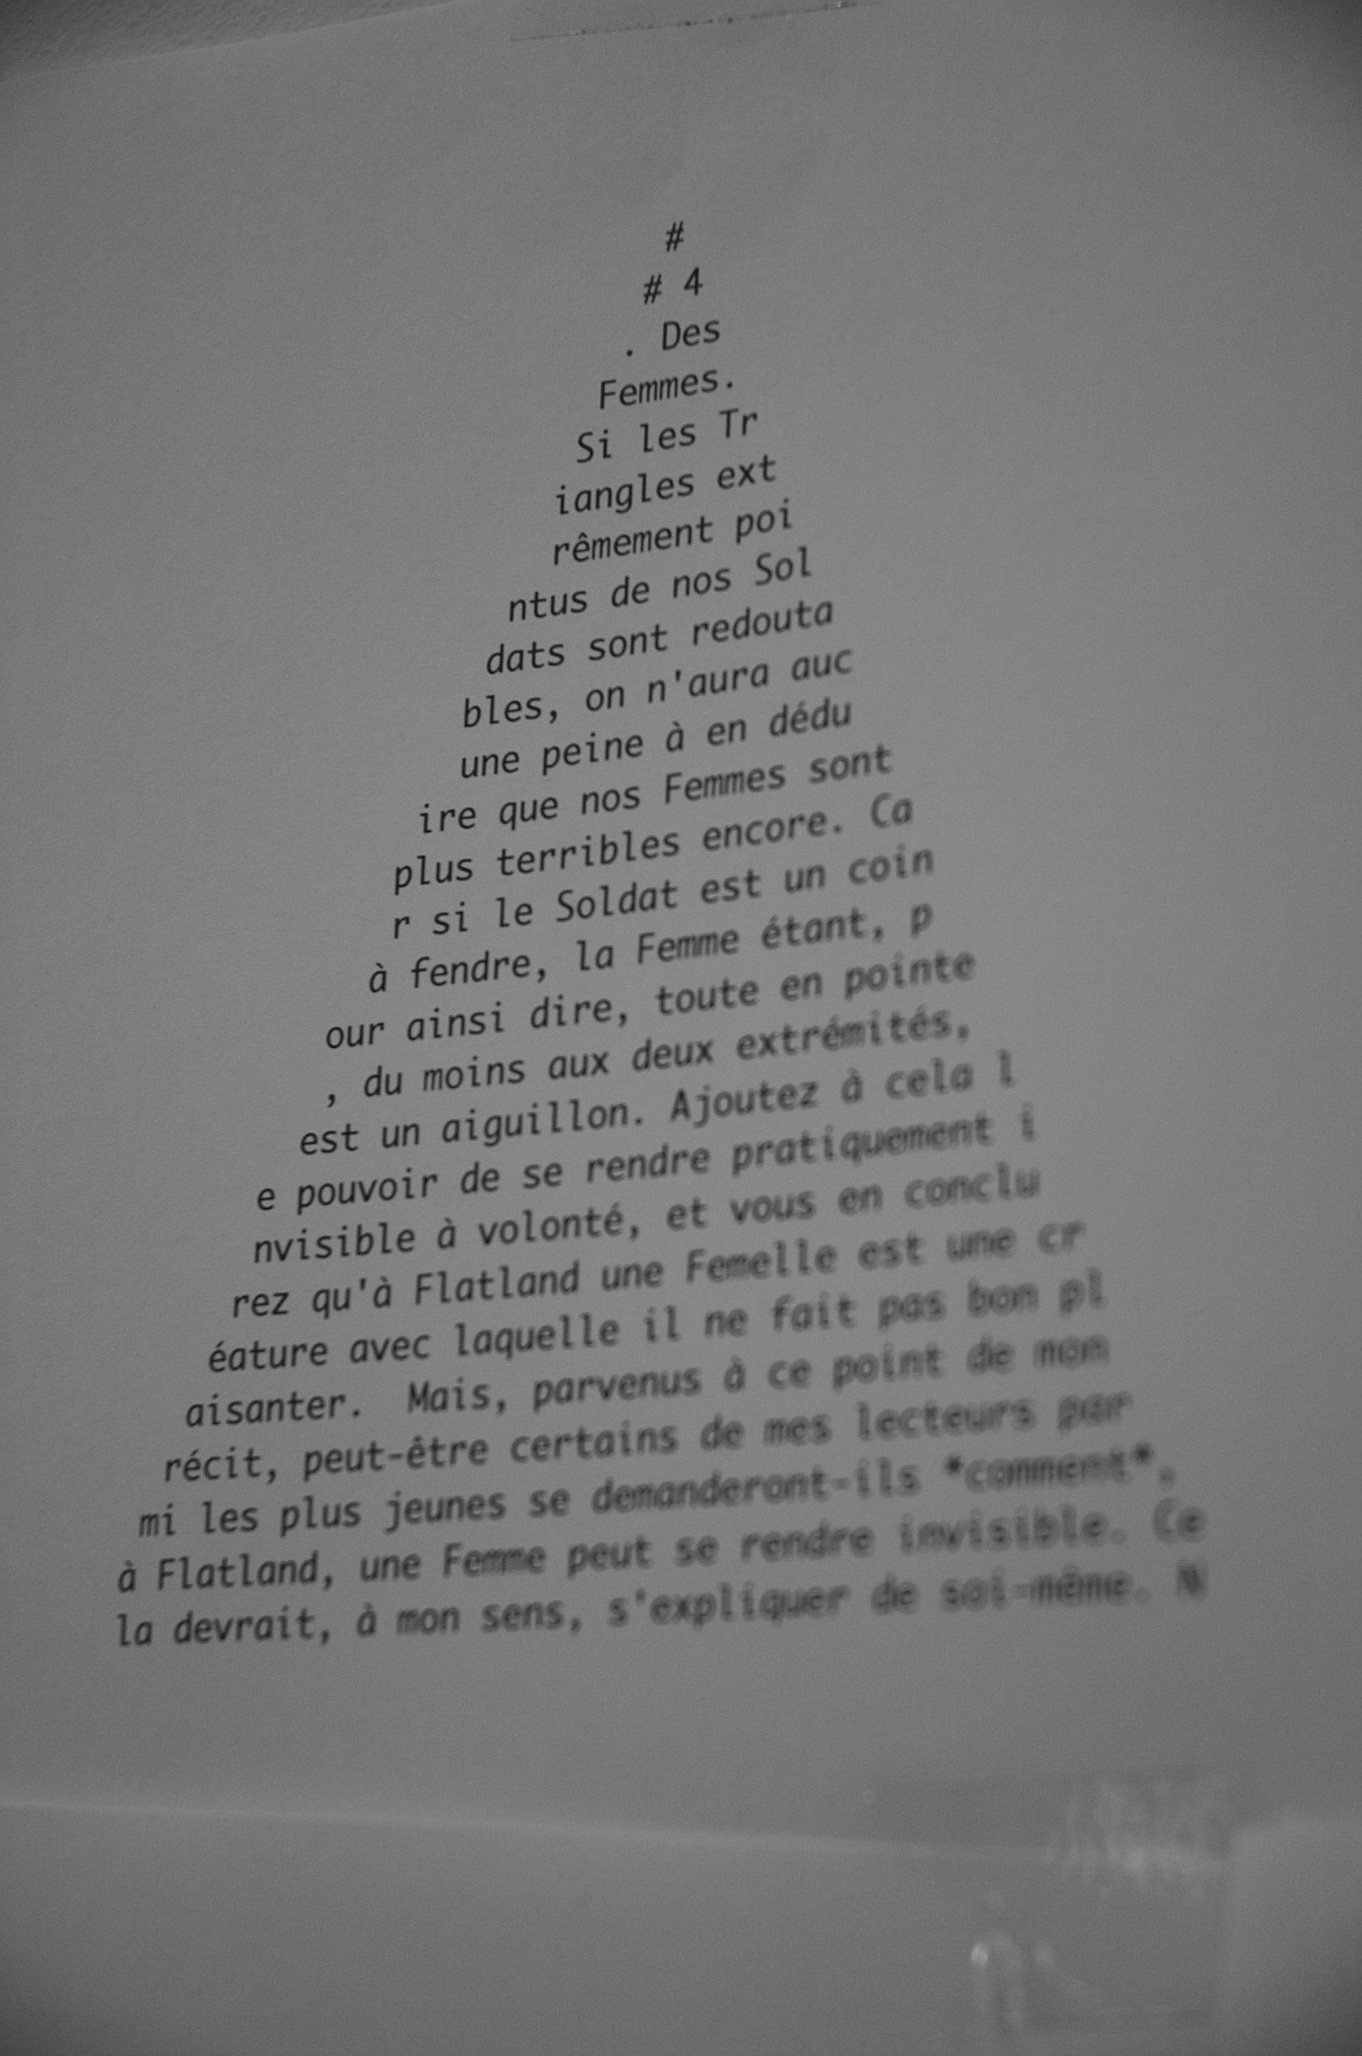 #
# 4
. Des
Femmes.
Si les Tr
iangles ext
rêmement poi
ntus de nos Sol
dats sont redouta
bles, on n'aura auc
une peine à en dédu
ire que nos Femmes sont
plus terribles encore. Ca
r si le Soldat est un coin
à fendre, la Femme étant, p
our ainsi dire, toute en pointe
, du moins aux deux extrémités,
est un aiguillon. Ajoutez à cela l
e pouvoir de se rendre pratiquement i
nvisible à volonté, et vous en conclu
rez qu'à Flatland une Femelle est une cr
éature avec laquelle il ne fait pas bon pl
aisanter.  Mais, parvenus à ce point de mon
récit, peut-être certains de mes lecteurs par
mi les plus jeunes se demanderont-ils *comment*,
à Flatland, une Femme peut se rendre invisible. Ce
la devrait, à mon sens, s'expliquer de soi-même. N